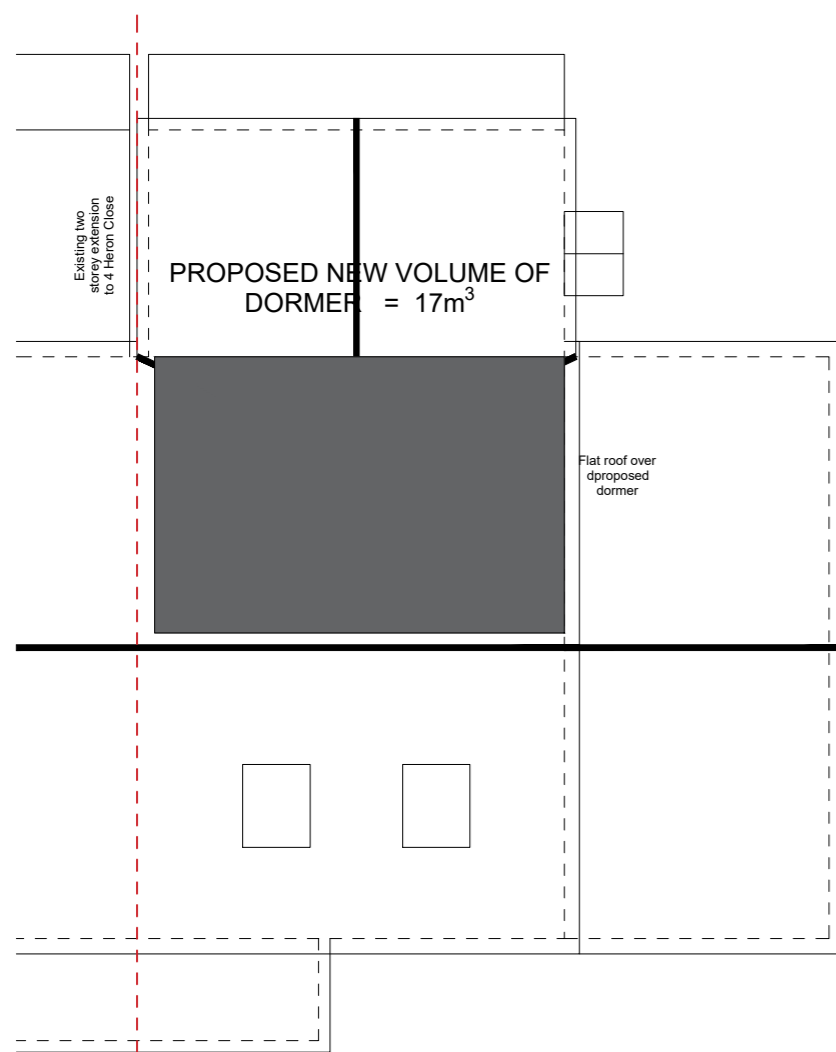 Existing two
storey extension
to 4 Heron Close
PROPOSED NEW VOLUME OF
DORMER = 17m³
Flat roof over
dproposed
dormer